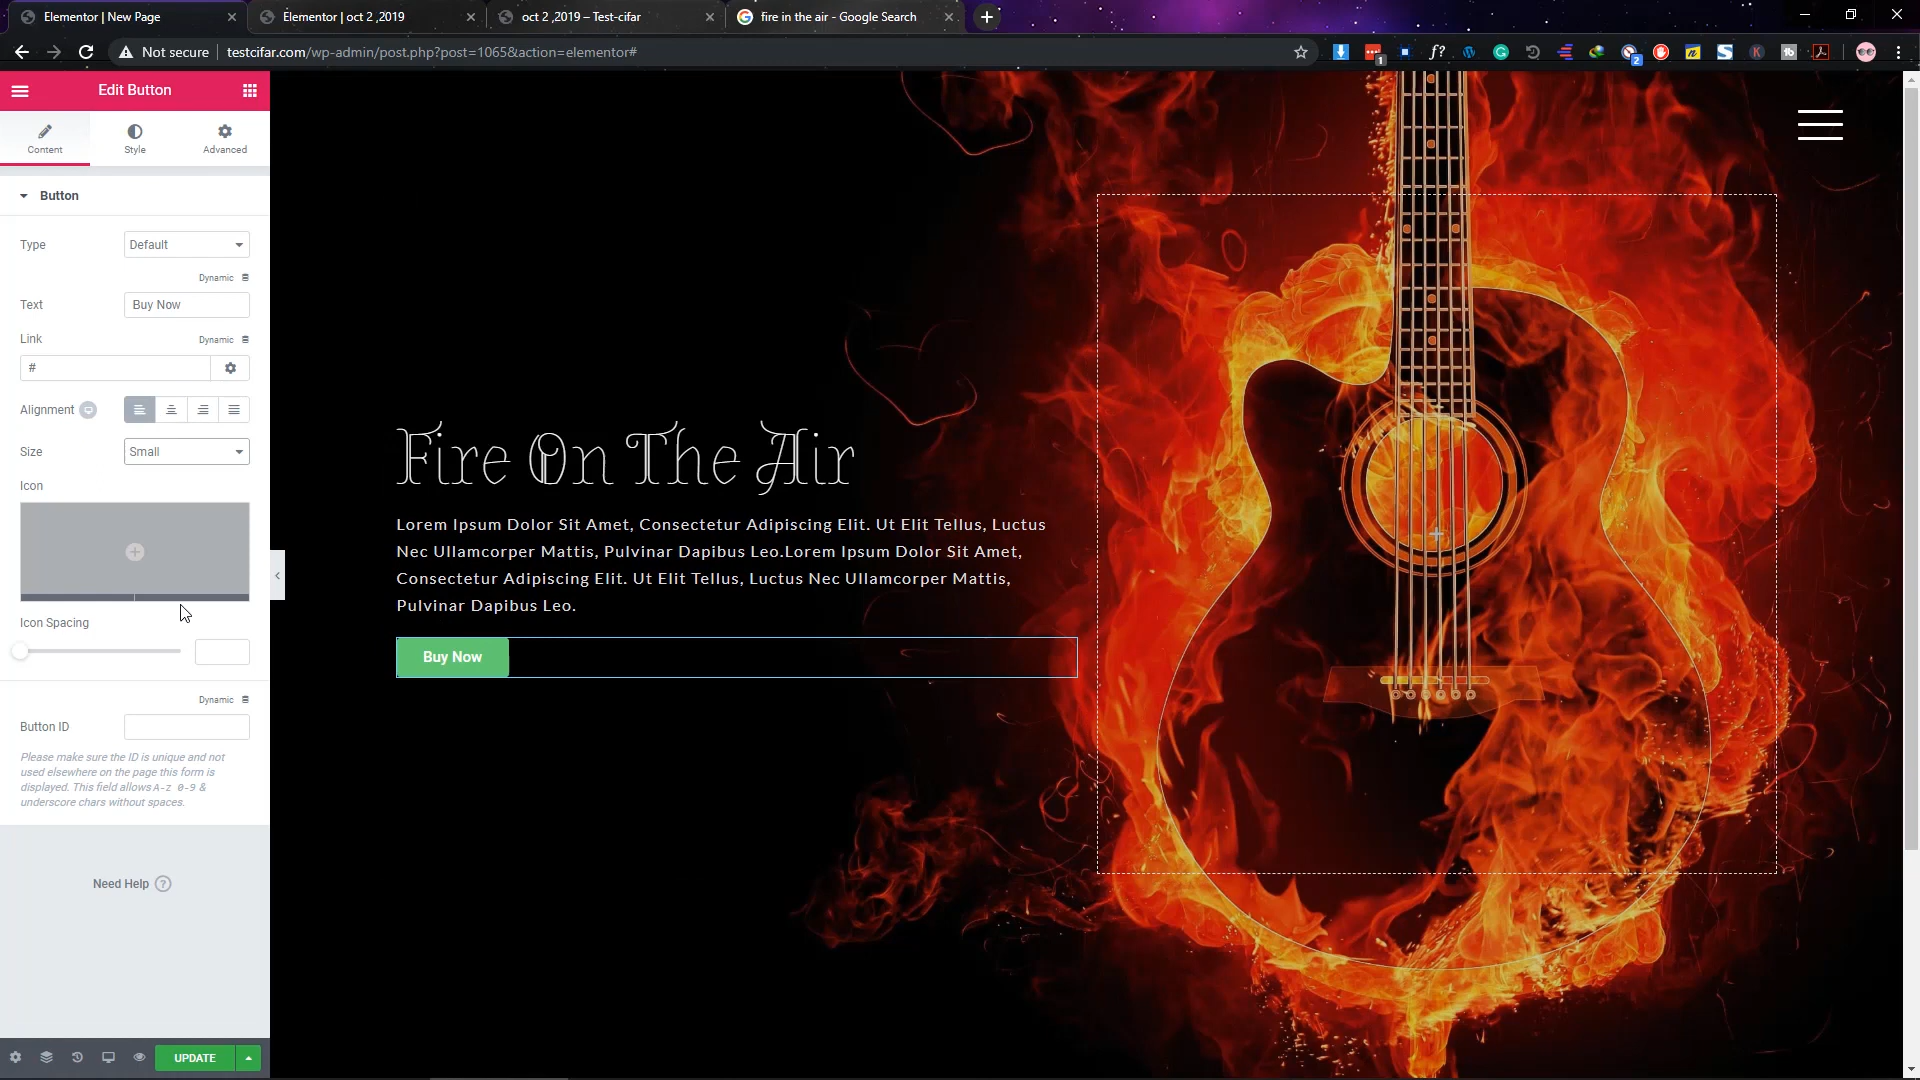 Elementor | New Page
Elementor | oct 2 ,2019
oct 2 ,2019 – Test-cifar
fire in the air - Google Search
Not secure
testcifar.com/wp-admin/post.php?post=1065&action=elementor#
Edit Button
Content
Style
Advanced
Button
Type
Default
Dynamic
Text
Buy Now
Link
Dynamic
#
Alignment
Size
Small
Icon
Icon Spacing
Dynamic
Button ID
Please make sure the ID is unique and not
used elsewhere on the page this form is
displayed. This field allows A-z 0-9 &
underscore chars without spaces.
Need Help ?
UPDATE
Fire On The Air
Lorem Ipsum Dolor Sit Amet, Consectetur Adipiscing Elit. Ut Elit Tellus, Luctus
Nec Ullamcorper Mattis, Pulvinar Dapibus Leo.Lorem Ipsum Dolor Sit Amet,
Consectetur Adipiscing Elit. Ut Elit Tellus, Luctus Nec Ullamcorper Mattis,
Pulvinar Dapibus Leo.
Buy Now